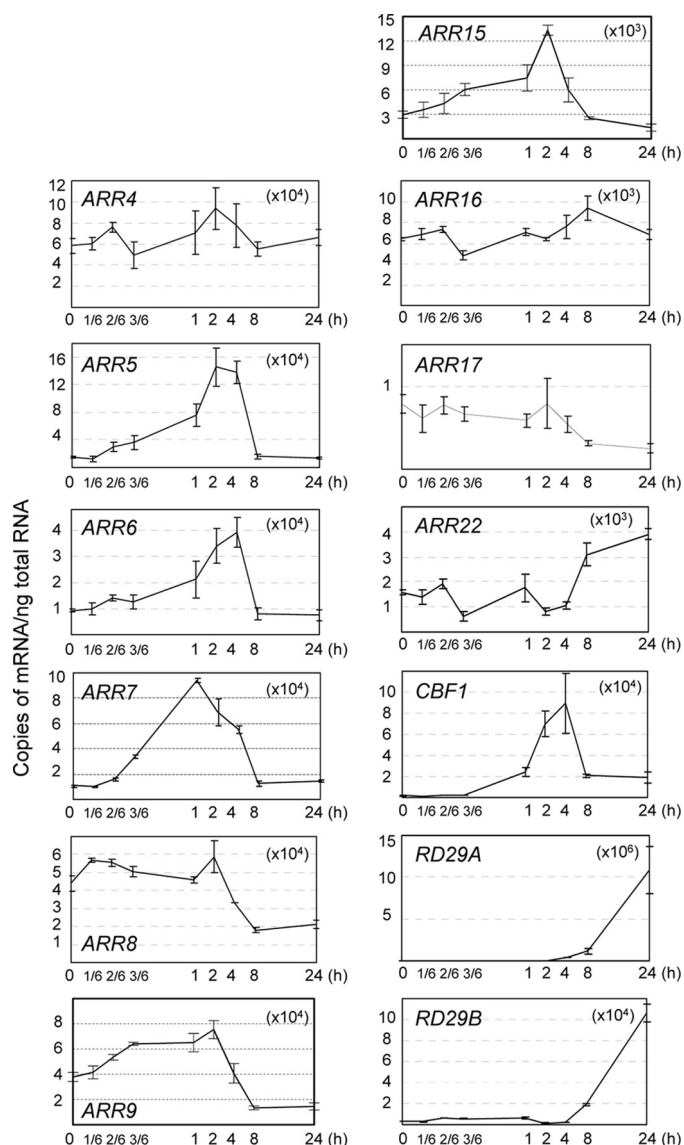 Copies of mRNA/ng total RNA
ARR15 (x10³)
15
12
9
6
3
0 1/6 2/6 3/6 1 2 4 8 24 (h)
ARR4 (x10⁴)
12
10
8
6
4
2
0 1/6 2/6 3/6 1 2 4 8 24 (h)
ARR16 (x10³)
10
8
6
4
2
0 1/6 2/6 3/6 1 2 4 8 24 (h)
ARR5 (x10⁴)
16
12
8
4
0 1/6 2/6 3/6 1 2 4 8 24 (h)
ARR17
1
0 1/6 2/6 3/6 1 2 4 8 24 (h)
ARR6 (x10⁴)
4
3
2
1
0 1/6 2/6 3/6 1 2 4 8 24 (h)
ARR22 (x10³)
4
3
2
1
0 1/6 2/6 3/6 1 2 4 8 24 (h)
ARR7 (x10⁴)
10
8
6
4
2
0 1/6 2/6 3/6 1 2 4 8 24 (h)
CBF1 (x10⁴)
10
8
6
4
2
0 1/6 2/6 3/6 1 2 4 8 24 (h)
ARR8 (x10⁴)
6
5
4
3
2
1
0 1/6 2/6 3/6 1 2 4 8 24 (h)
RD29A (x10⁶)
15
10
5
0 1/6 2/6 3/6 1 2 4 8 24 (h)
ARR9 (x10⁴)
8
6
4
2
0 1/6 2/6 3/6 1 2 4 8 24 (h)
RD29B (x10⁴)
10
8
6
4
2
0 1/6 2/6 3/6 1 2 4 8 24 (h)